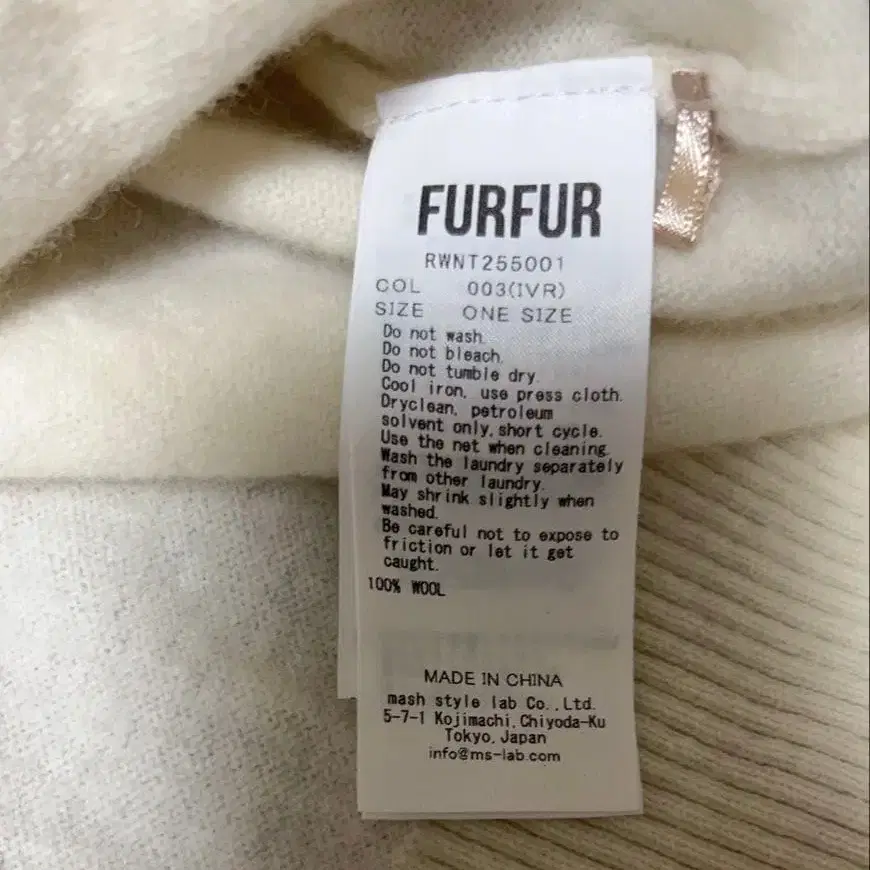 FURFUR
RWNT255001
COL 003(IVR)
SIZE ONE SIZE
Do not wash.
Do not bleach.
Do not tumble dry.
Cool iron, use press cloth.
Dryclean, petroleum
solvent only, short cycle.
Use the net when cleaning.
Wash the laundry separately
from other laundry.
May shrink slightly when
washed.
Be careful not to expose to
friction or let it get
caught.
100% WOOL
MADE IN CHINA
mash style lab Co., Ltd.
5-7-1 Kojimachi, Chiyoda-Ku
Tokyo, Japan
info@ms-lab.com